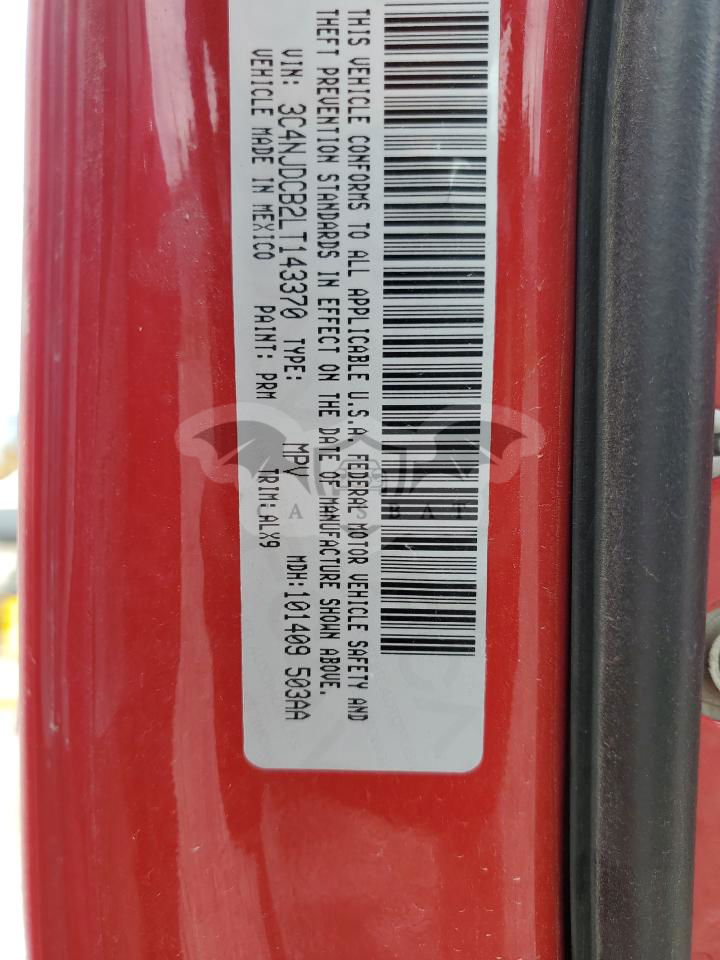 THIS VEHICLE CONFORMS TO ALL APPLICABLE U.S.A. FEDERAL MOTOR VEHICLE SAFETY AND
THEFT PREVENTION STANDARDS IN EFFECT ON THE DATE OF MANUFACTURE SHOWN ABOVE.
VIN: 3C4NJDCB2LT143370 TYPE: MPV MDH:101409 503AA
VEHICLE MADE IN MEXICO PAINT: PRM TRIM:ALX9